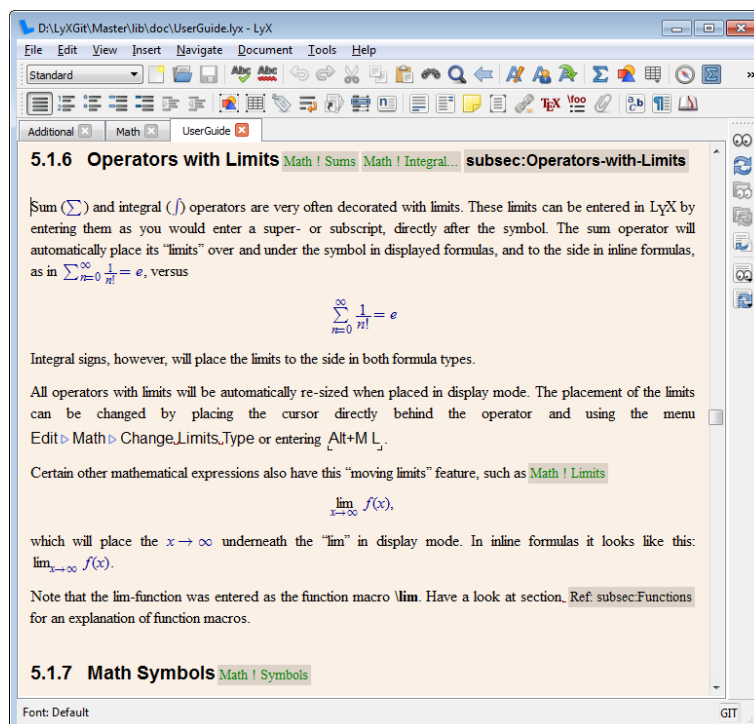 D:\LyXGit\Master\lib\doc\UserGuide.lyx - LyX
File Edit View Insert Navigate Document Tools Help
Standard
Additional Math UserGuide
5.1.6 Operators with Limits Math ! Sums Math ! Integral... subsec:Operators-with-Limits
Sum (∑) and integral (∫) operators are very often decorated with limits. These limits can be entered in LyX by
entering them as you would enter a super- or subscript, directly after the symbol. The sum operator will
automatically place its “limits” over and under the symbol in displayed formulas, and to the side in inline formulas,
as in ∑_{n=0}^{∞} 1/n! = e, versus
∑_{n=0}^{∞} 1/n! = e
Integral signs, however, will place the limits to the side in both formula types.
All operators with limits will be automatically re-sized when placed in display mode. The placement of the limits
can be changed by placing the cursor directly behind the operator and using the menu
Edit ▷ Math ▷ Change Limits Type or entering Alt+M L.
Certain other mathematical expressions also have this “moving limits” feature, such as Math ! Limits
lim_{x→∞} f(x),
which will place the x → ∞ underneath the “lim” in display mode. In inline formulas it looks like this:
lim_{x→∞} f(x).
Note that the lim-function was entered as the function macro \lim. Have a look at section Ref: subsec:Functions
for an explanation of function macros.
5.1.7 Math Symbols Math ! Symbols
Font: Default GIT